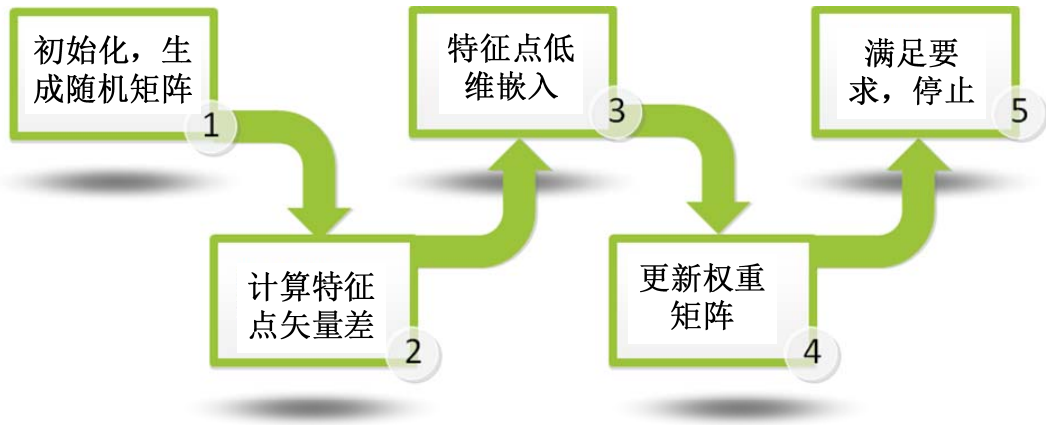 初始化，生
成随机矩阵
1
计算特征
点矢量差
2
特征点低
维嵌入
3
更新权重
矩阵
4
满足要
求，停止
5